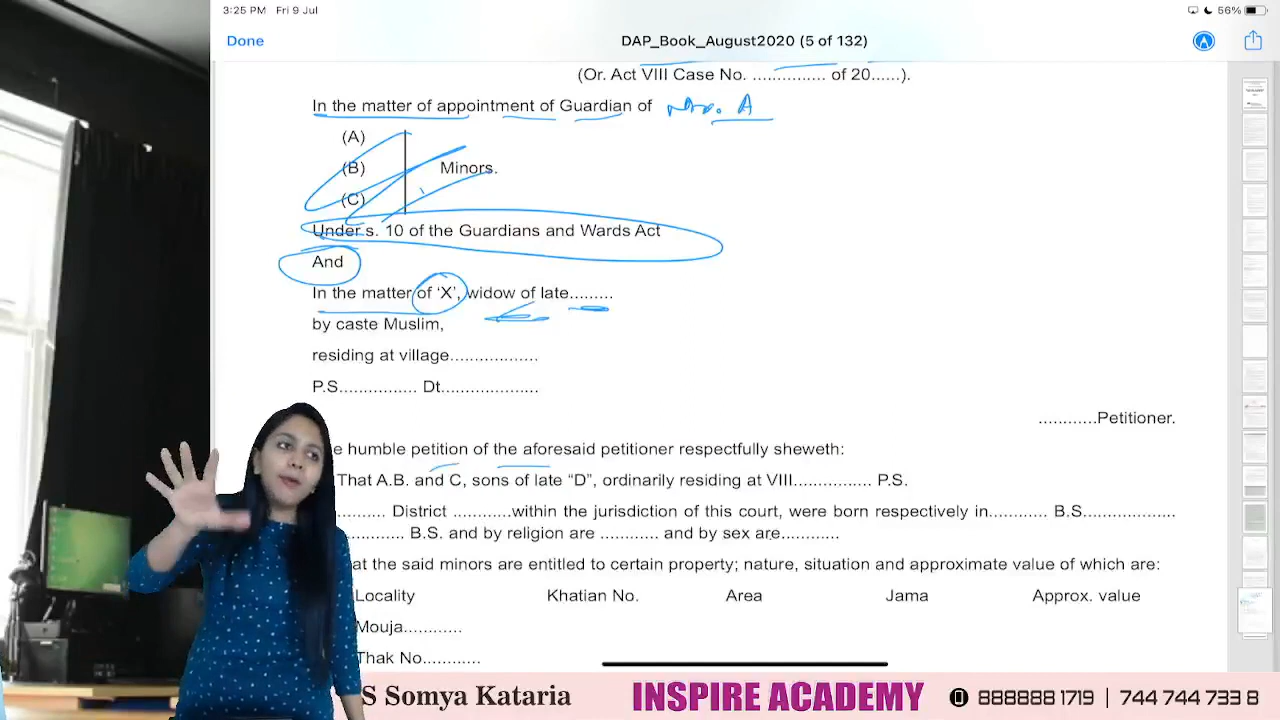 3:25 PM Fri 9 Jul
56%
Done
DAP_Book_August2020 (5 of 132)
(Or. Act VIII Case No. ............... of 20......).
In the matter of appointment of Guardian of Mr. A
(A)
(B) Minors.
(C)
Under s. 10 of the Guardians and Wards Act
And
In the matter of ‘X’, widow of late.........
by caste Muslim,
residing at village..................
P.S............... Dt...................
............Petitioner.
e humble petition of the aforesaid petitioner respectfully sheweth:
That A.B. and C, sons of late “D”, ordinarily residing at VIII................ P.S.
.......... District ............within the jurisdiction of this court, were born respectively in............ B.S...................
............ B.S. and by religion are ............ and by sex are............
at the said minors are entitled to certain property; nature, situation and approximate value of which are:
Locality Khatian No. Area Jama Approx. value
Mouja............
Thak No............
S Somya Kataria INSPIRE ACADEMY 888888 1719 | 744 744 733 8